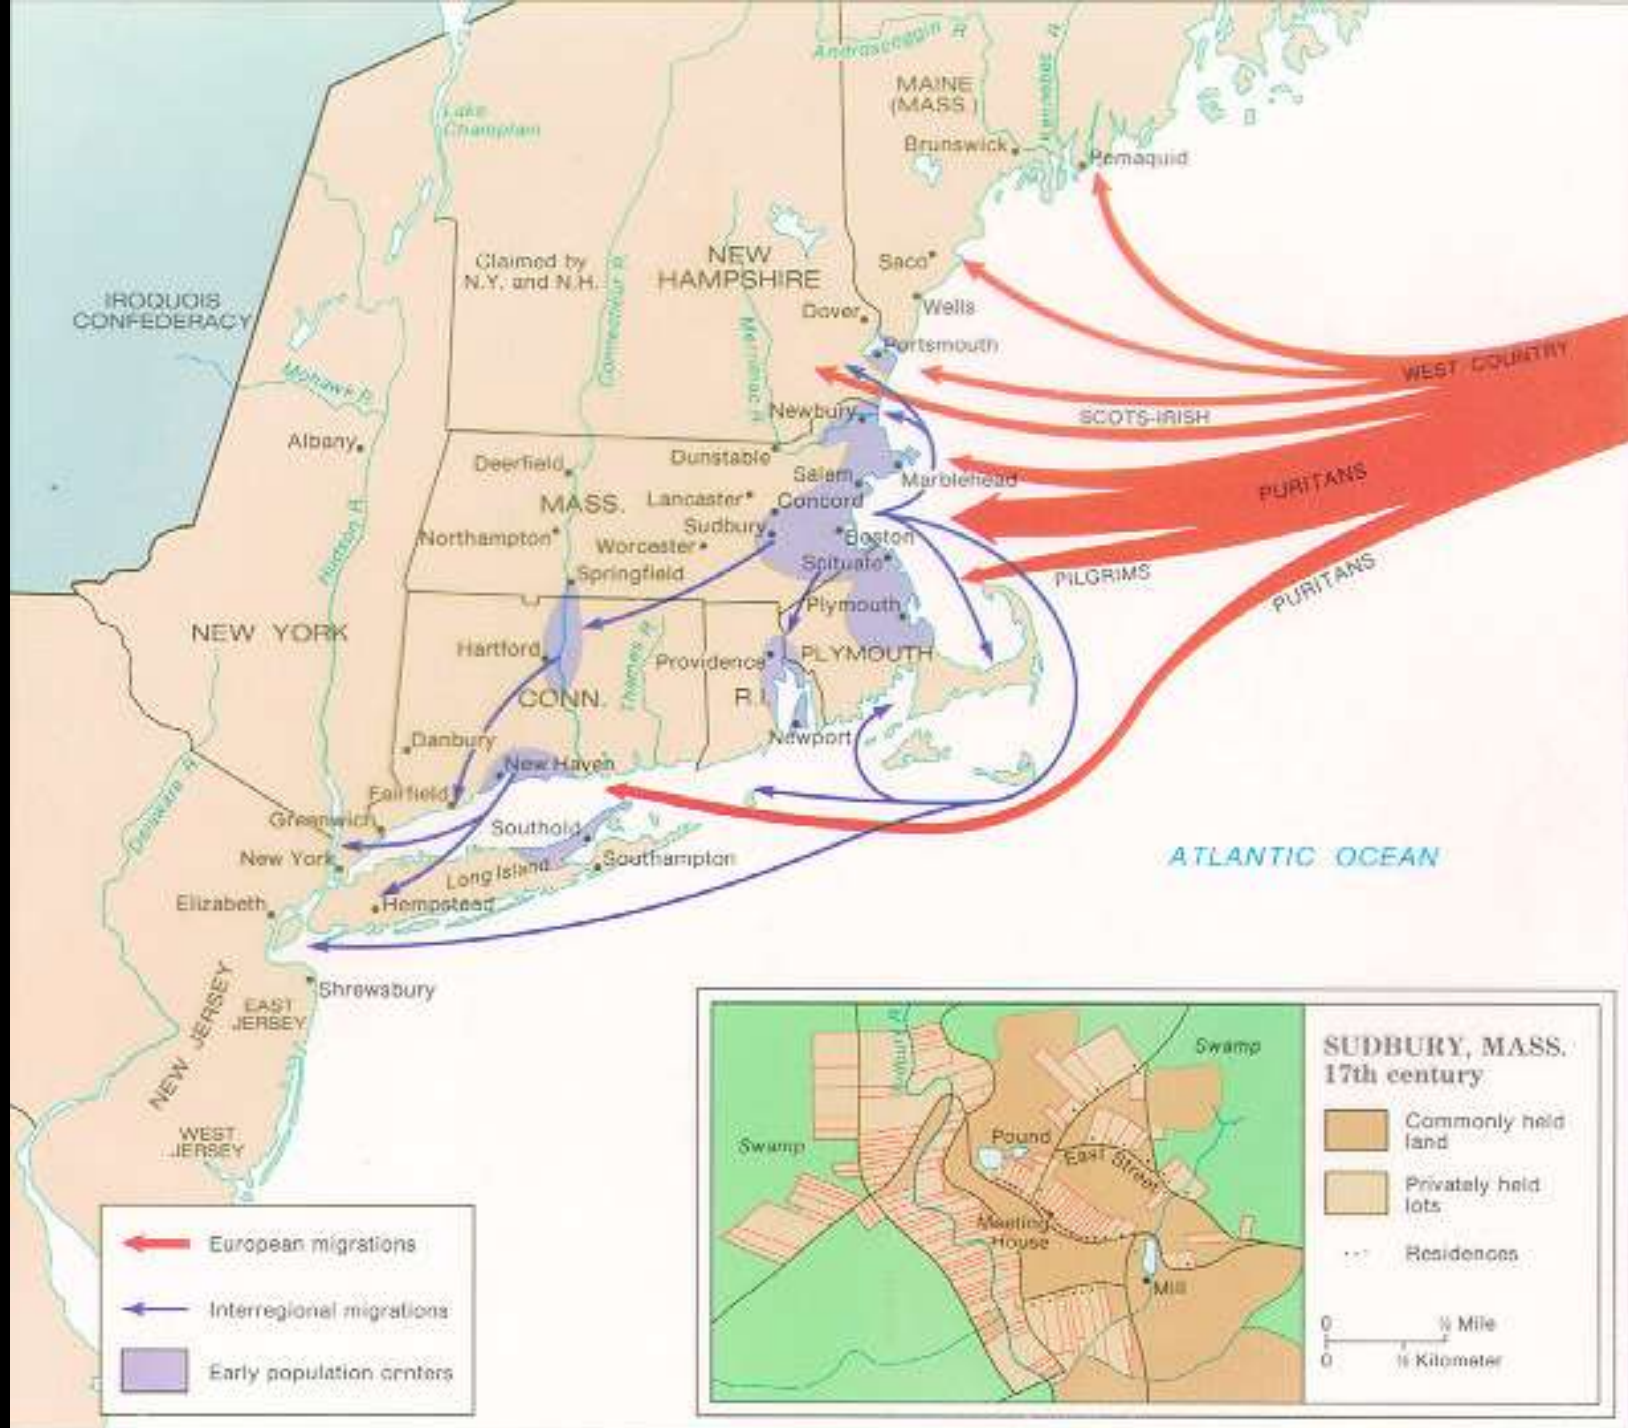 Androscoggin R
Kennebec R
MAINE
(MASS.)
Lake
Champlain
Brunswick
Pemaquid
Claimed by
N.Y. and N.H.
Connecticut R.
NEW
HAMPSHIRE
Saco
IROQUOIS
CONFEDERACY
Dover
Wells
Merrimac R
Portsmouth
WEST COUNTRY
Mohawk R.
Newbury
SCOTS-IRISH
Albany
Deerfield
Dunstable
Salam
Marblehead
PURITANS
MASS.
Lancaster
Concord
Hudson R.
Northampton
Sudbury
Boston
Worcester
Scituate
Springfield
PILGRIMS
PURITANS
Plymouth
NEW YORK
Hartford
Thames R
Providence
PLYMOUTH
CONN.
R.I.
Danbury
Newport
New Haven
Delaware R
Fairfield
Greenwich
Southold
New York
Southampton
Long Island
ATLANTIC OCEAN
Elizabeth
Hempstead
Shrewsbury
NEW JERSEY
EAST
JERSEY
WEST
JERSEY
European migrations
Interregional migrations
Early population centers
Swamp
Swamp
Pound
East Street
Meeting
House
Mill
SUDBURY, MASS.
17th century
Commonly held
land
Privately held
lots
Residences
0 ½ Mile
0 ½ Kilometer